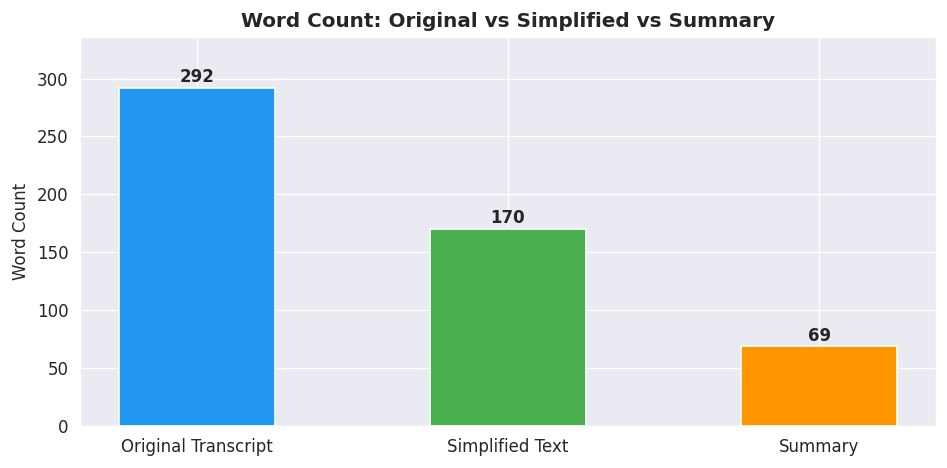 Word Count: Original vs Simplified vs Summary
Word Count
300
250
200
150
100
50
0
292
170
69
Original Transcript
Simplified Text
Summary